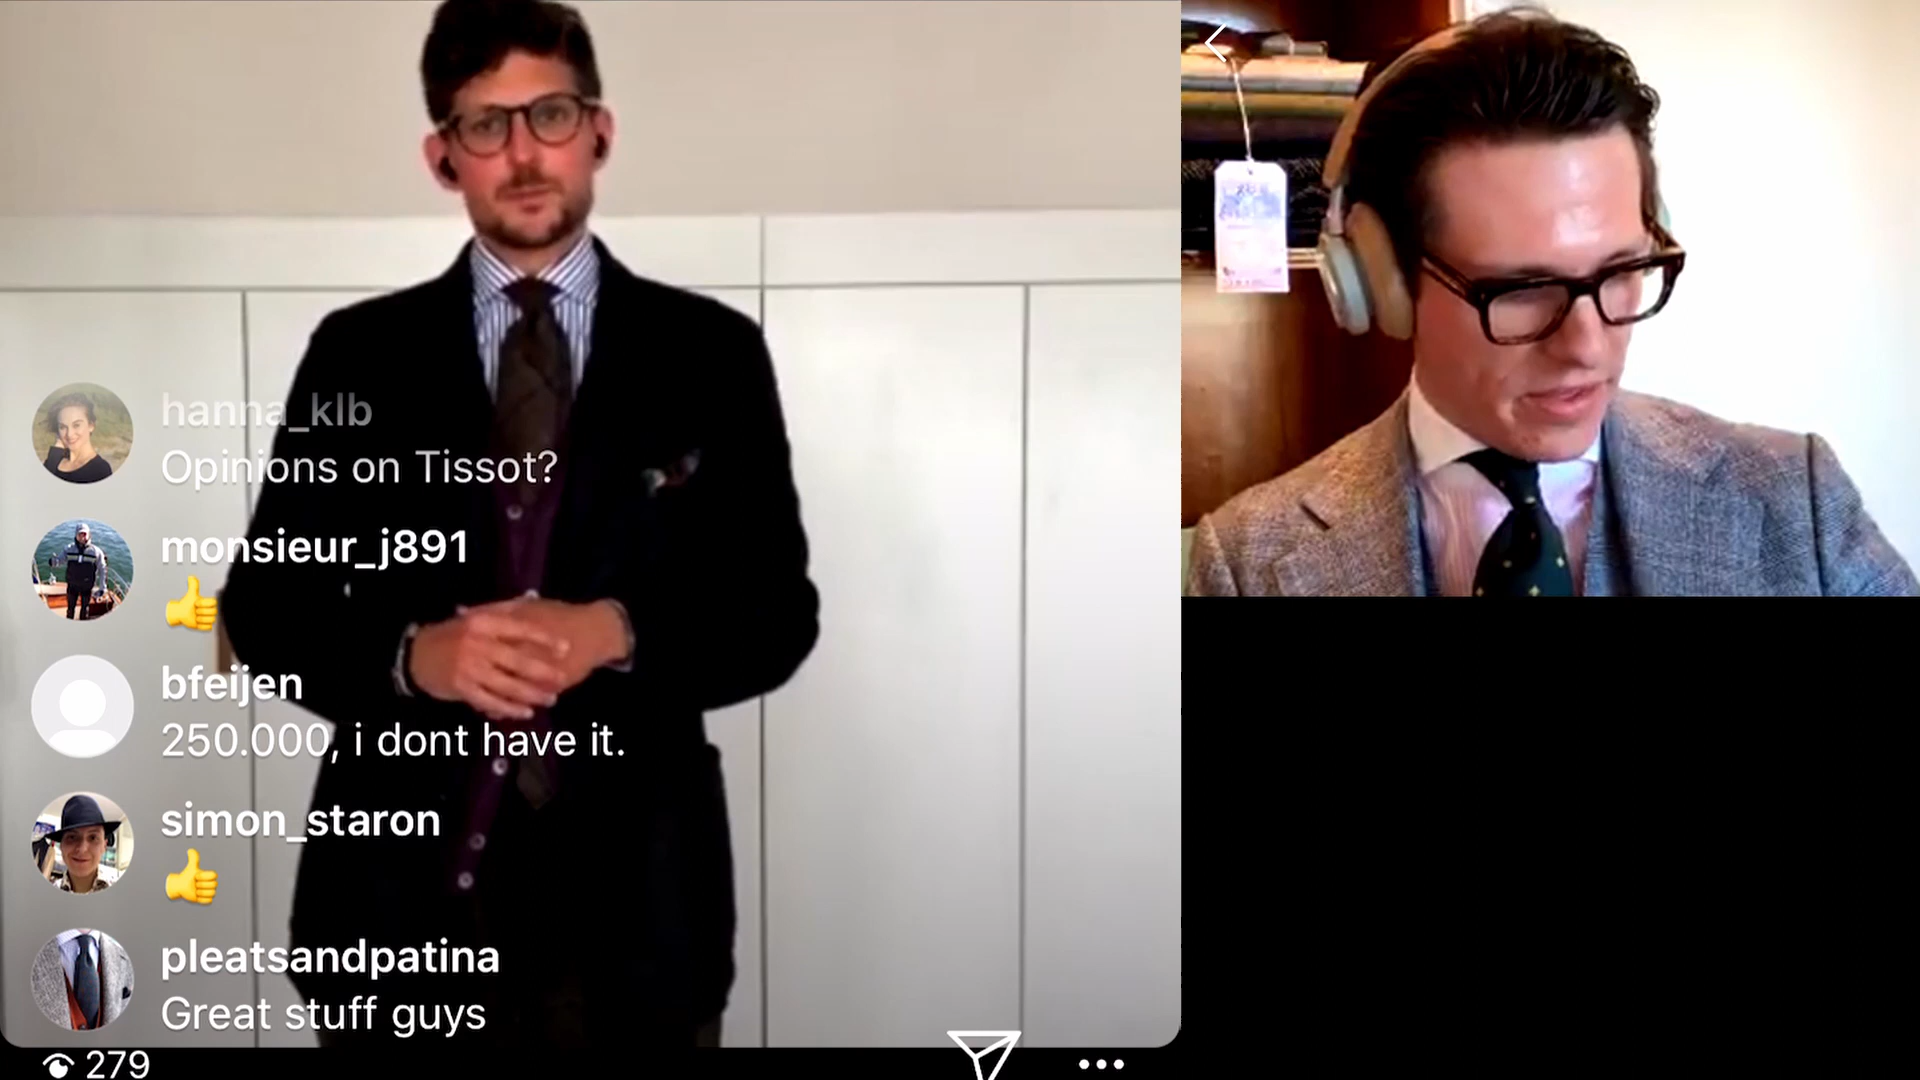 hanna_klb
Opinions on Tissot?
monsieur_j891
👍
bfeijen
250.000, i dont have it.
simon_staron
👍
pleatsandpatina
Great stuff guys
279